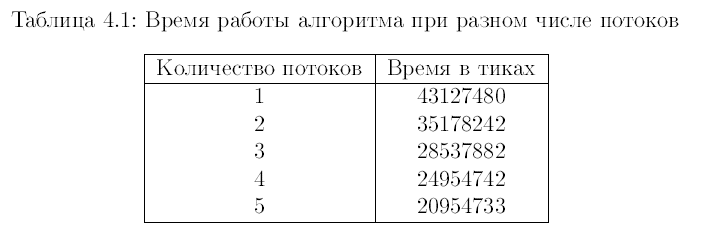 Таблица 4.1: Время работы алгоритма при разном числе потоков
Количество потоков Время в тиках
1 43127480
2 35178242
3 28537882
4 24954742
5 20954733